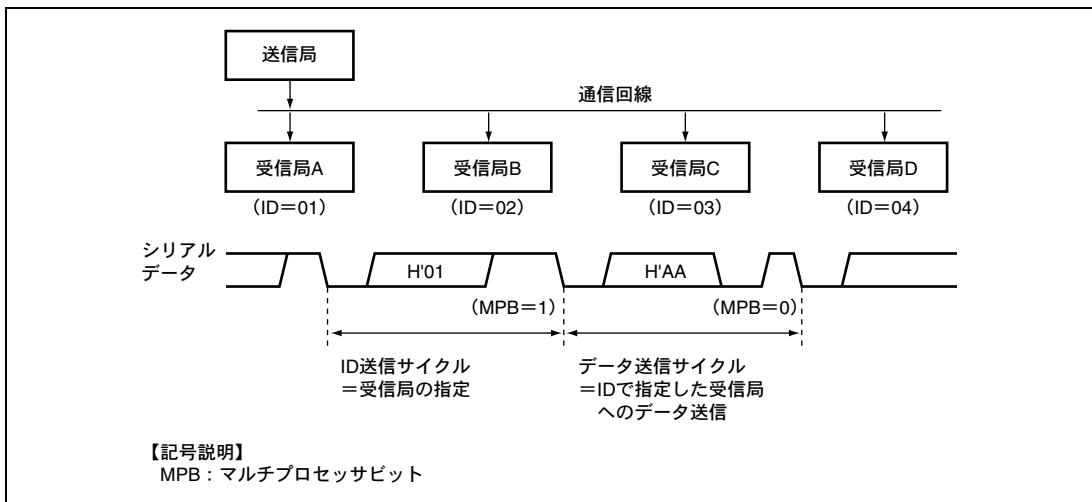 送信局
通信回線
受信局A
受信局B
受信局C
受信局D
（ID＝01）
（ID＝02）
（ID＝03）
（ID＝04）
シリアル
データ
H'01
H'AA
（MPB＝1）
（MPB＝0）
ID送信サイクル
＝受信局の指定
データ送信サイクル
＝IDで指定した受信局
へのデータ送信
【記号説明】
MPB：マルチプロセッサビット